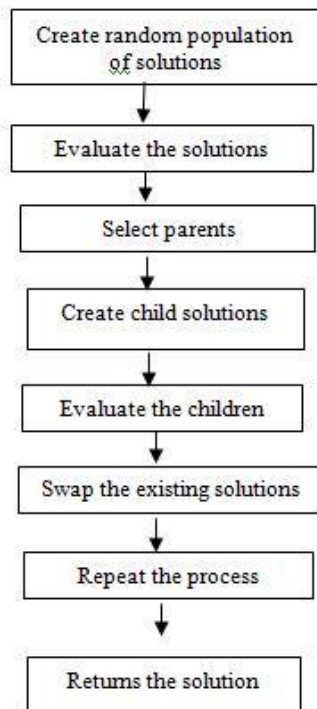 Create random population
of solutions
Evaluate the solutions
Select parents
Create child solutions
Evaluate the children
Swap the existing solutions
Repeat the process
Returns the solution